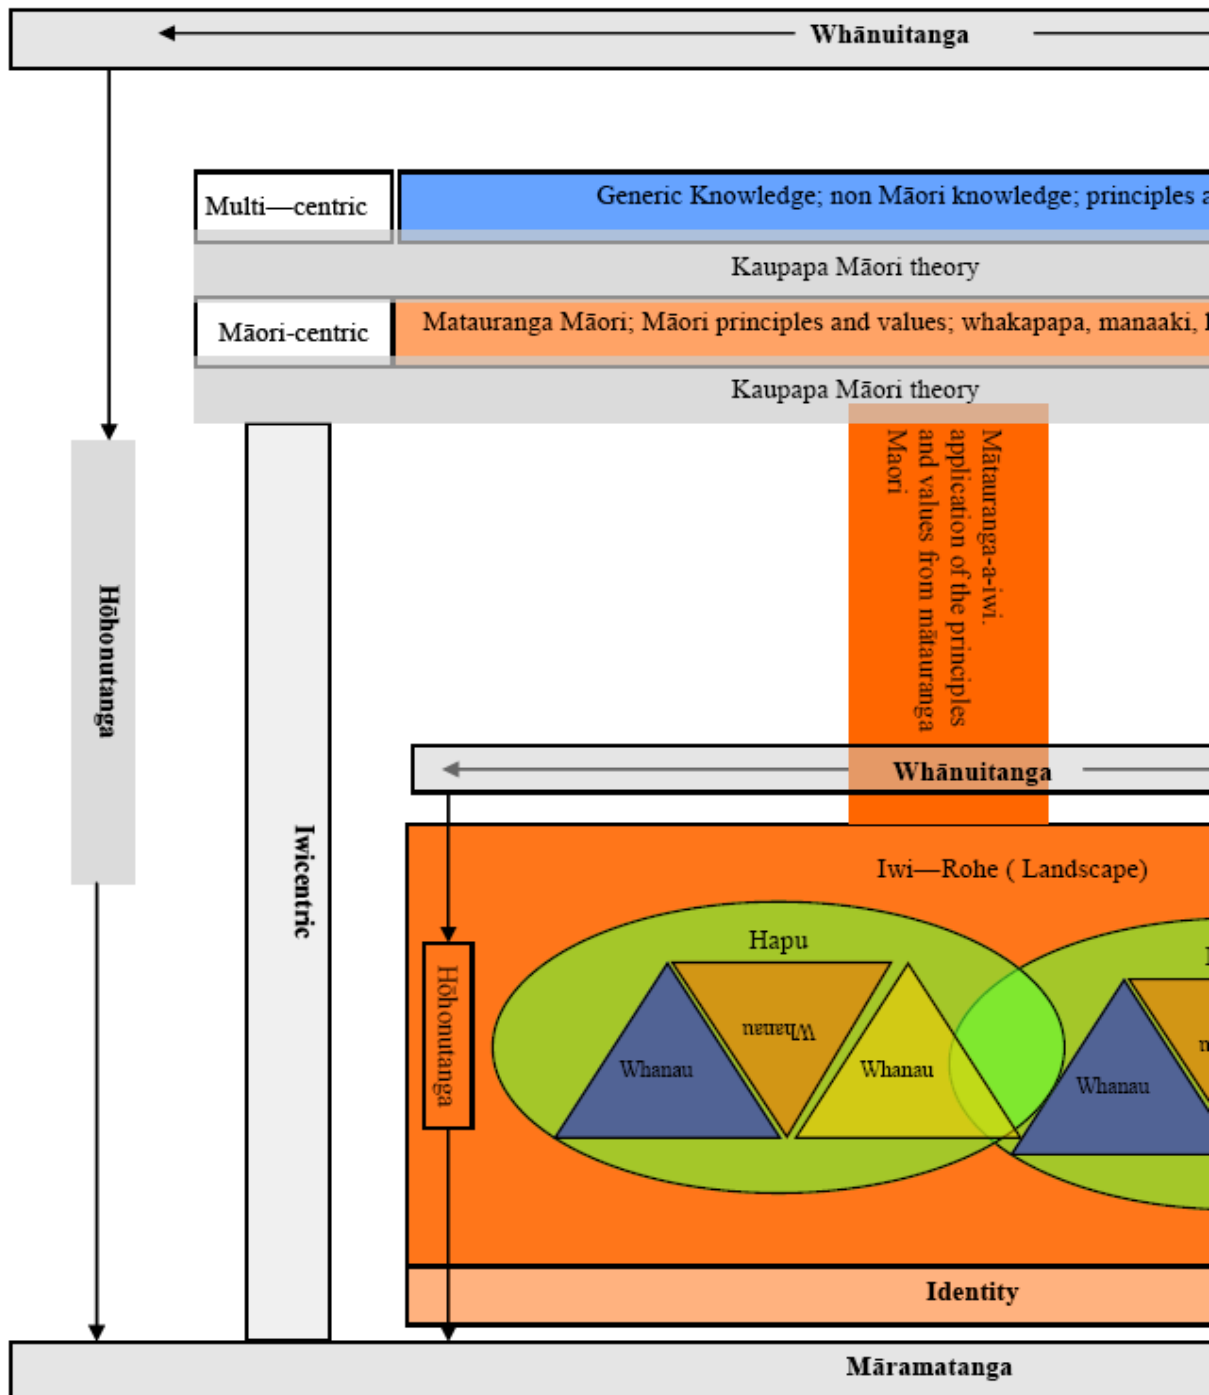 Whānuitanga
Multi—centric
Generic Knowledge; non Māori knowledge; principles
Kaupapa Māori theory
Māori-centric
Matauranga Māori; Māori principles and values; whakapapa, manaaki,
Kaupapa Māori theory
Mātauranga-a-iwi.
application of the principles
and values from mātauranga
Maori
Hōhonutanga
Iwicentric
Whānuitanga
Iwi—Rohe ( Landscape)
Hapu
Hōhonutanga
Whanau
Whanau
Whanau
Whanau
Identity
Māramatanga